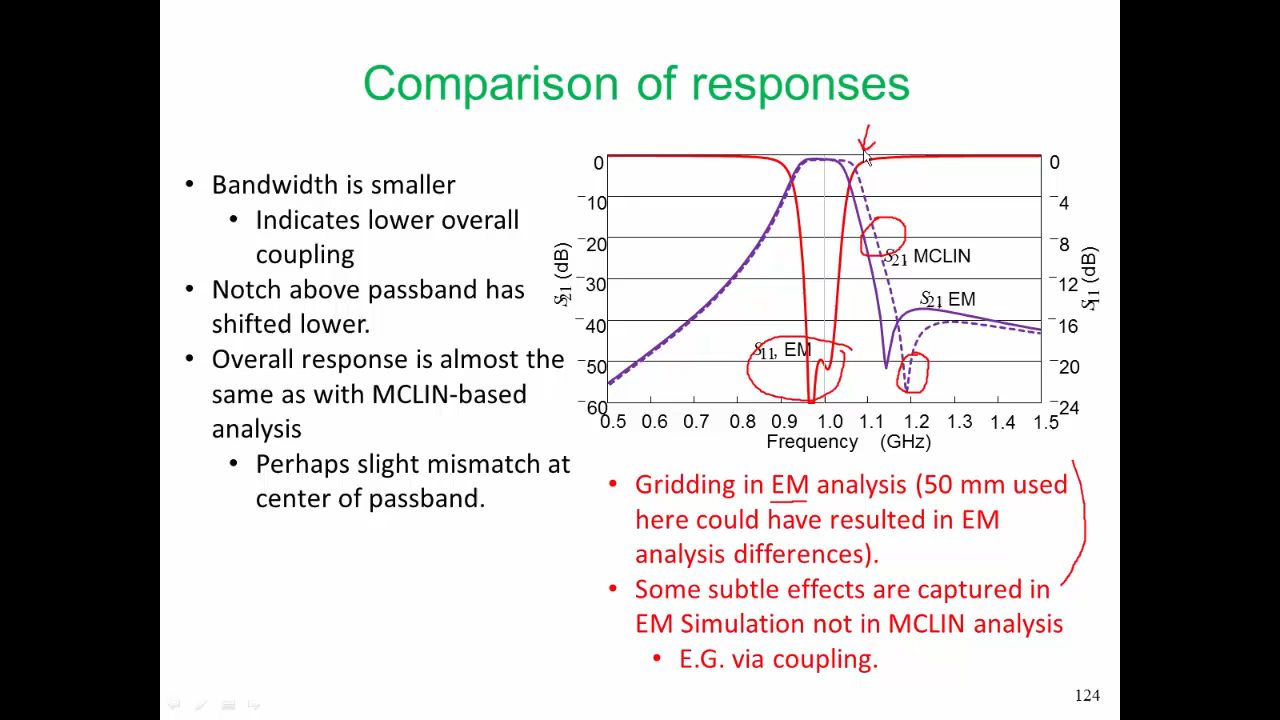 Comparison of responses
• Bandwidth is smaller
• Indicates lower overall
coupling
• Notch above passband has
shifted lower.
• Overall response is almost the
same as with MCLIN-based
analysis
• Perhaps slight mismatch at
center of passband.
0
−10
−20
−30
−40
−50
−60
S21 (dB)
0
−4
−8
−12
−16
−20
−24
S11 (dB)
S21, MCLIN
S21, EM
S11, EM
0.5 0.6 0.7 0.8 0.9 1.0 1.1 1.2 1.3 1.4 1.5
Frequency (GHz)
• Gridding in EM analysis (50 mm used
here could have resulted in EM
analysis differences).
• Some subtle effects are captured in
EM Simulation not in MCLIN analysis
• E.G. via coupling.
124